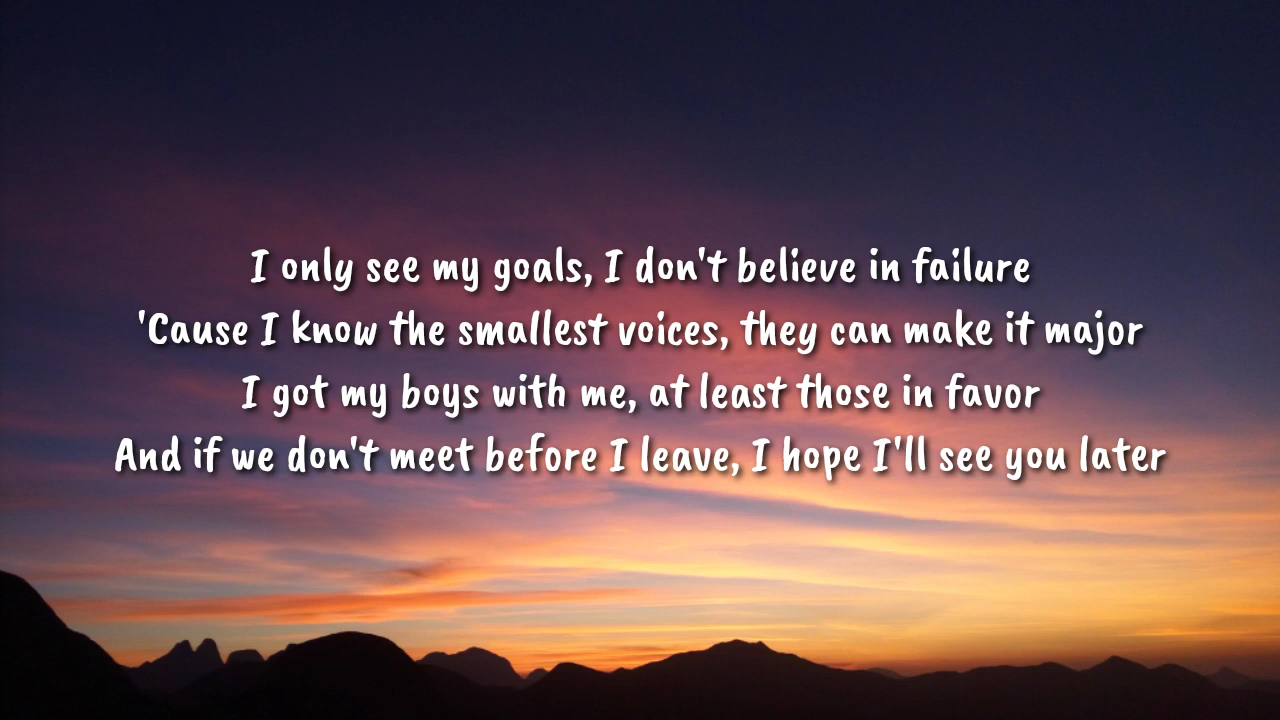 I only see my goals, I don't believe in failure
'Cause I know the smallest voices, they can make it major
I got my boys with me, at least those in favor
And if we don't meet before I leave, I hope I'll see you later